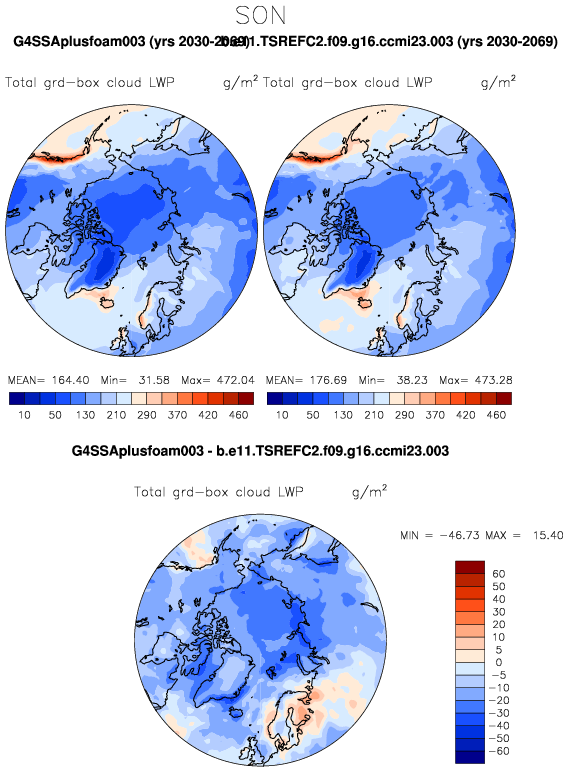 SON
G4SSAplusfoam003 (yrs 2030-2069)
b.e11.TSREFC2.f09.g16.ccmi23.003 (yrs 2030-2069)
Total grd-box cloud LWP g/m²
Total grd-box cloud LWP g/m²
MEAN= 164.40 Min= 31.58 Max= 472.04
MEAN= 176.69 Min= 38.23 Max= 473.28
10 50 130 210 290 370 420 460
10 50 130 210 290 370 420 460
G4SSAplusfoam003 - b.e11.TSREFC2.f09.g16.ccmi23.003
Total grd-box cloud LWP g/m²
MIN = -46.73 MAX = 15.40
60
50
40
30
20
10
5
0
-5
-10
-20
-30
-40
-50
-60